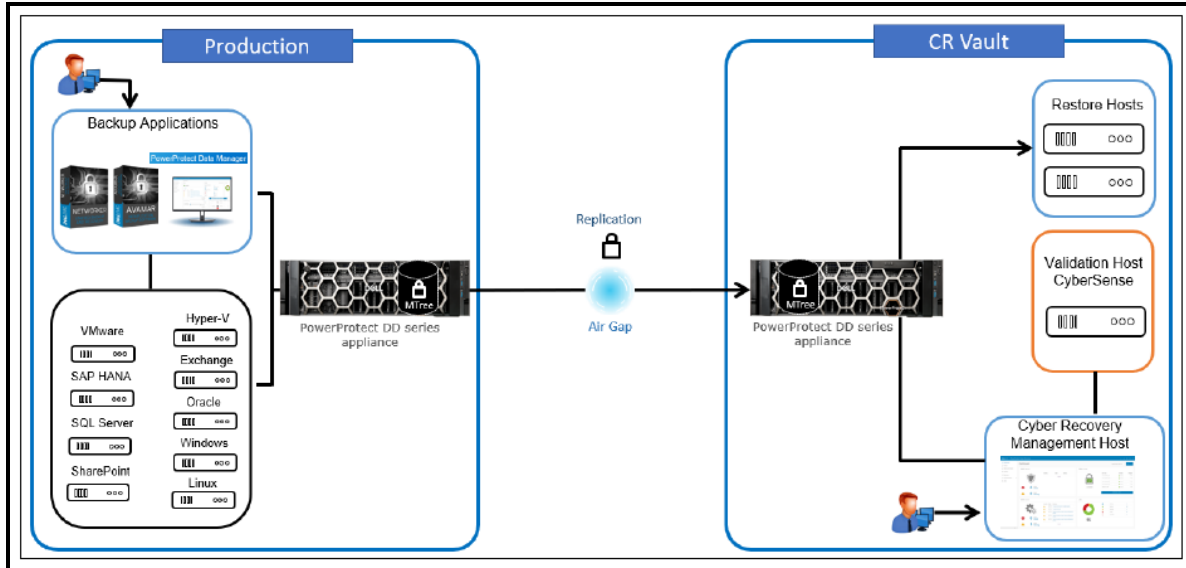 Production
Backup Applications
PowerProtect Data Manager
NETWORKER
AVAMAR
VMware
SAP HANA
SQL Server
SharePoint
Hyper-V
Exchange
Oracle
Windows
Linux
DELL
MTree
PowerProtect DD series
appliance
Replication
Air Gap
CR Vault
DELL
MTree
PowerProtect DD series
appliance
Restore Hosts
Validation Host
CyberSense
Cyber Recovery
Management Host